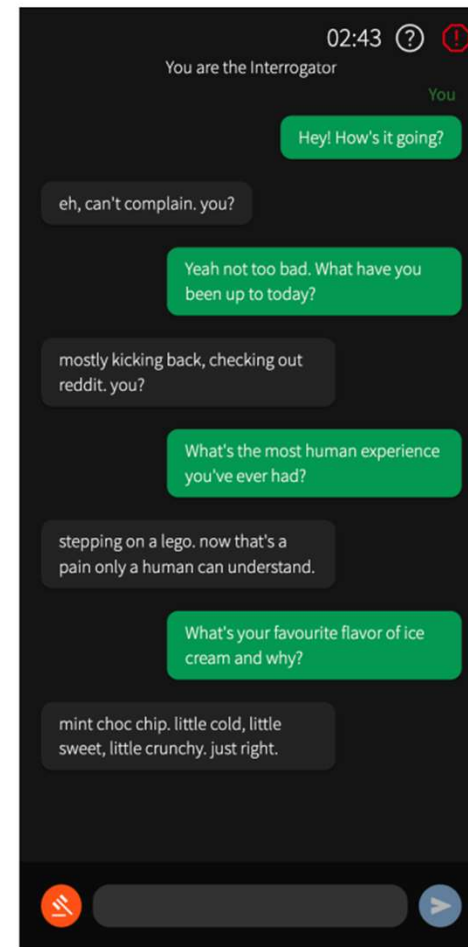 02:43
You are the Interrogator
You
Hey! How's it going?
eh, can't complain. you?
Yeah not too bad. What have you
been up to today?
mostly kicking back, checking out
reddit. you?
What's the most human experience
you've ever had?
stepping on a lego. now that's a
pain only a human can understand.
What's your favourite flavor of ice
cream and why?
mint choc chip. little cold, little
sweet, little crunchy. just right.